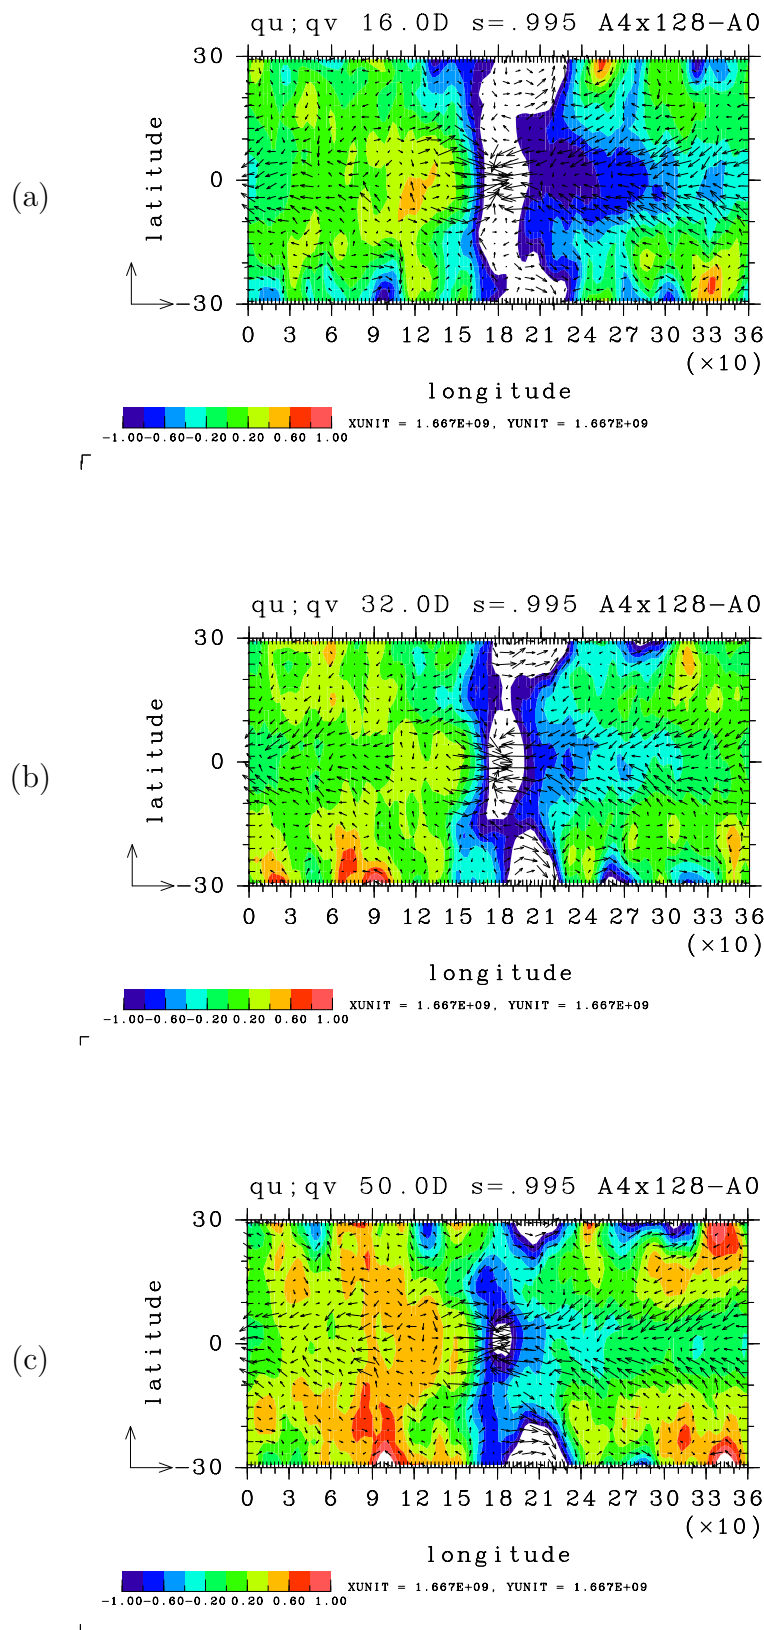 qu;qv 16.0D s=.995 A4x128−A0
30
(a)
latitude
0
−30
0 3 6 9 12 15 18 21 24 27 30 33 36
(×10)
longitude
-1.00-0.60-0.20 0.20 0.60 1.00
XUNIT = 1.667E+09, YUNIT = 1.667E+09
qu;qv 32.0D s=.995 A4x128−A0
30
(b)
latitude
0
−30
0 3 6 9 12 15 18 21 24 27 30 33 36
(×10)
longitude
-1.00-0.60-0.20 0.20 0.60 1.00
XUNIT = 1.667E+09, YUNIT = 1.667E+09
qu;qv 50.0D s=.995 A4x128−A0
30
(c)
latitude
0
−30
0 3 6 9 12 15 18 21 24 27 30 33 36
(×10)
longitude
-1.00-0.60-0.20 0.20 0.60 1.00
XUNIT = 1.667E+09, YUNIT = 1.667E+09